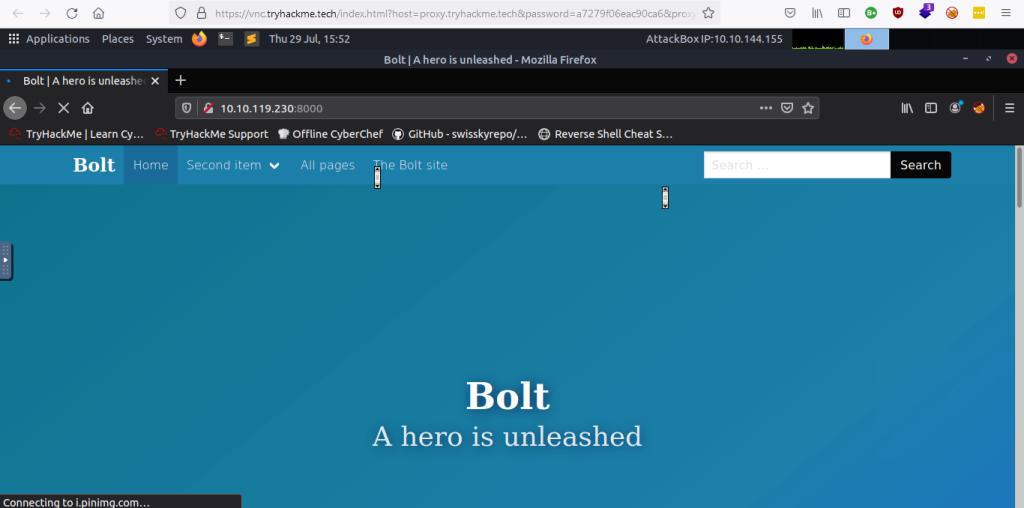 https://vnc.tryhackme.tech/index.html?host=proxy.tryhackme.tech&password=a7279f06eac90ca6&proxy
Applications Places System Thu 29 Jul, 15:52 AttackBox IP:10.10.144.155
Bolt | A hero is unleashed - Mozilla Firefox
Bolt | A hero is unleashed
10.10.119.230:8000
TryHackMe | Learn Cy… TryHackMe Support Offline CyberChef GitHub - swisskyrepo/… Reverse Shell Cheat S…
Bolt Home Second item All pages The Bolt site Search … Search
Bolt
A hero is unleashed
Connecting to i.pinimg.com…